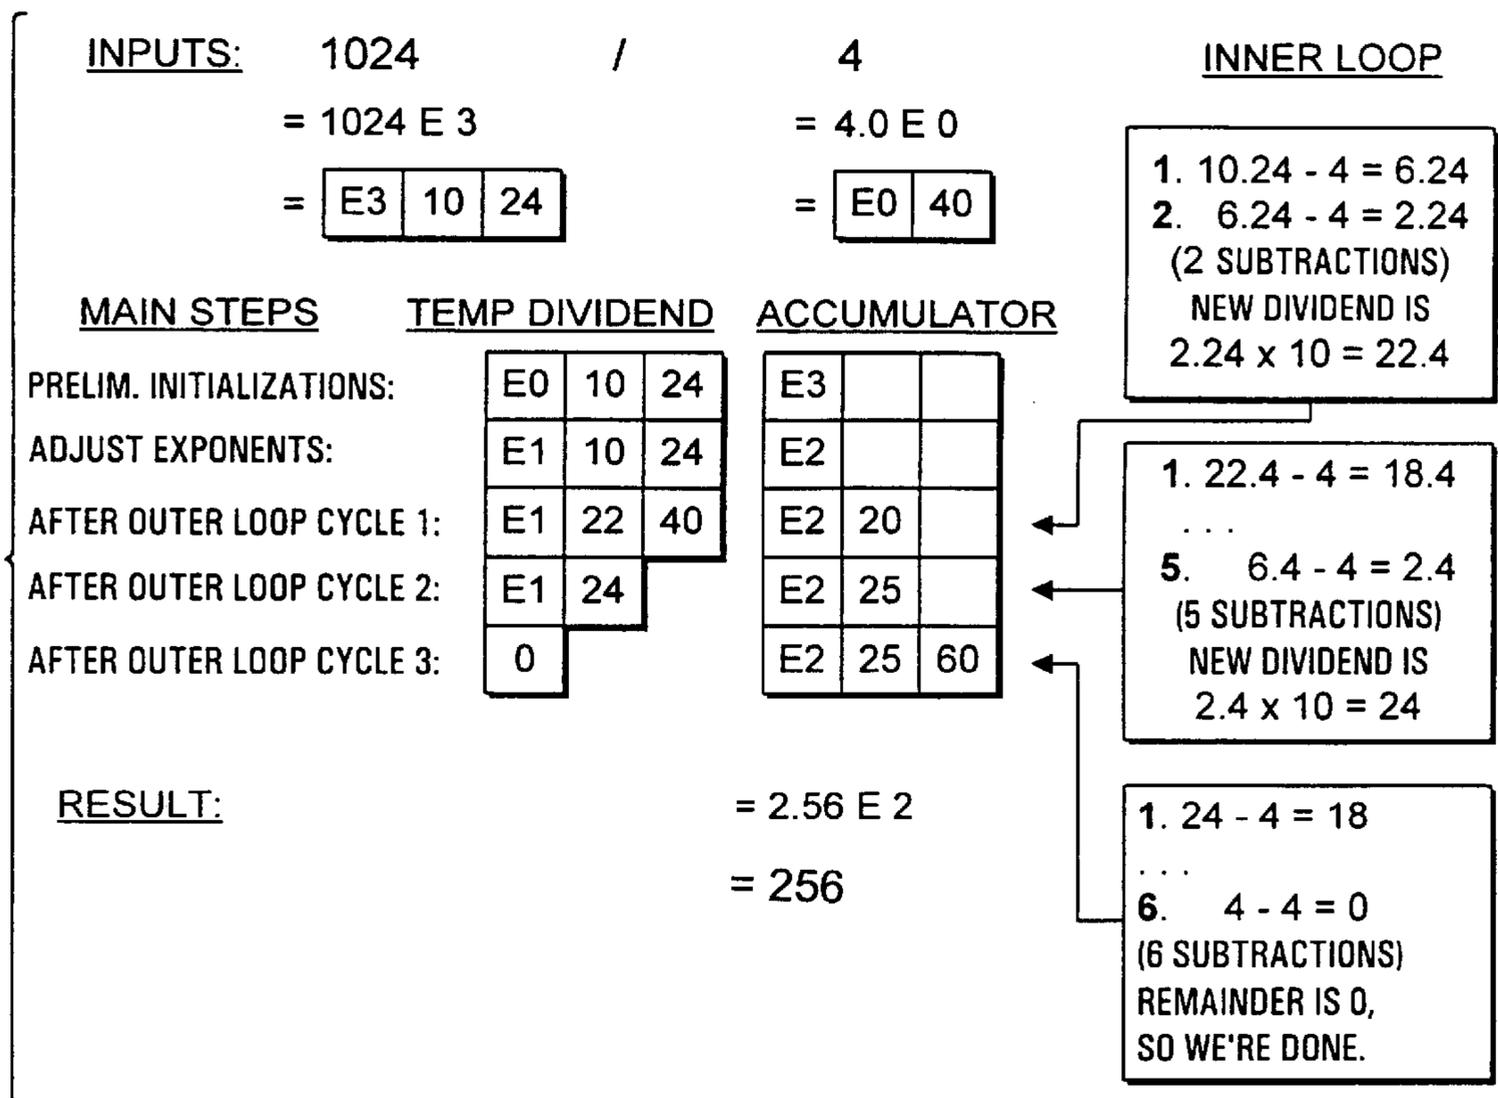 INPUTS: 1024 / 4
= 1024 E 3 = 4.0 E 0
= E3 10 24 = E0 40
MAIN STEPS TEMP DIVIDEND ACCUMULATOR
PRELIM. INITIALIZATIONS: E0 10 24 E3
ADJUST EXPONENTS: E1 10 24 E2
AFTER OUTER LOOP CYCLE 1: E1 22 40 E2 20
AFTER OUTER LOOP CYCLE 2: E1 24 E2 25
AFTER OUTER LOOP CYCLE 3: 0 E2 25 60
RESULT: = 2.56 E 2
= 256
INNER LOOP
1. 10.24 - 4 = 6.24
2. 6.24 - 4 = 2.24
(2 SUBTRACTIONS)
NEW DIVIDEND IS
2.24 x 10 = 22.4
1. 22.4 - 4 = 18.4
. . .
5. 6.4 - 4 = 2.4
(5 SUBTRACTIONS)
NEW DIVIDEND IS
2.4 x 10 = 24
1. 24 - 4 = 18
. . .
6. 4 - 4 = 0
(6 SUBTRACTIONS)
REMAINDER IS 0,
SO WE'RE DONE.